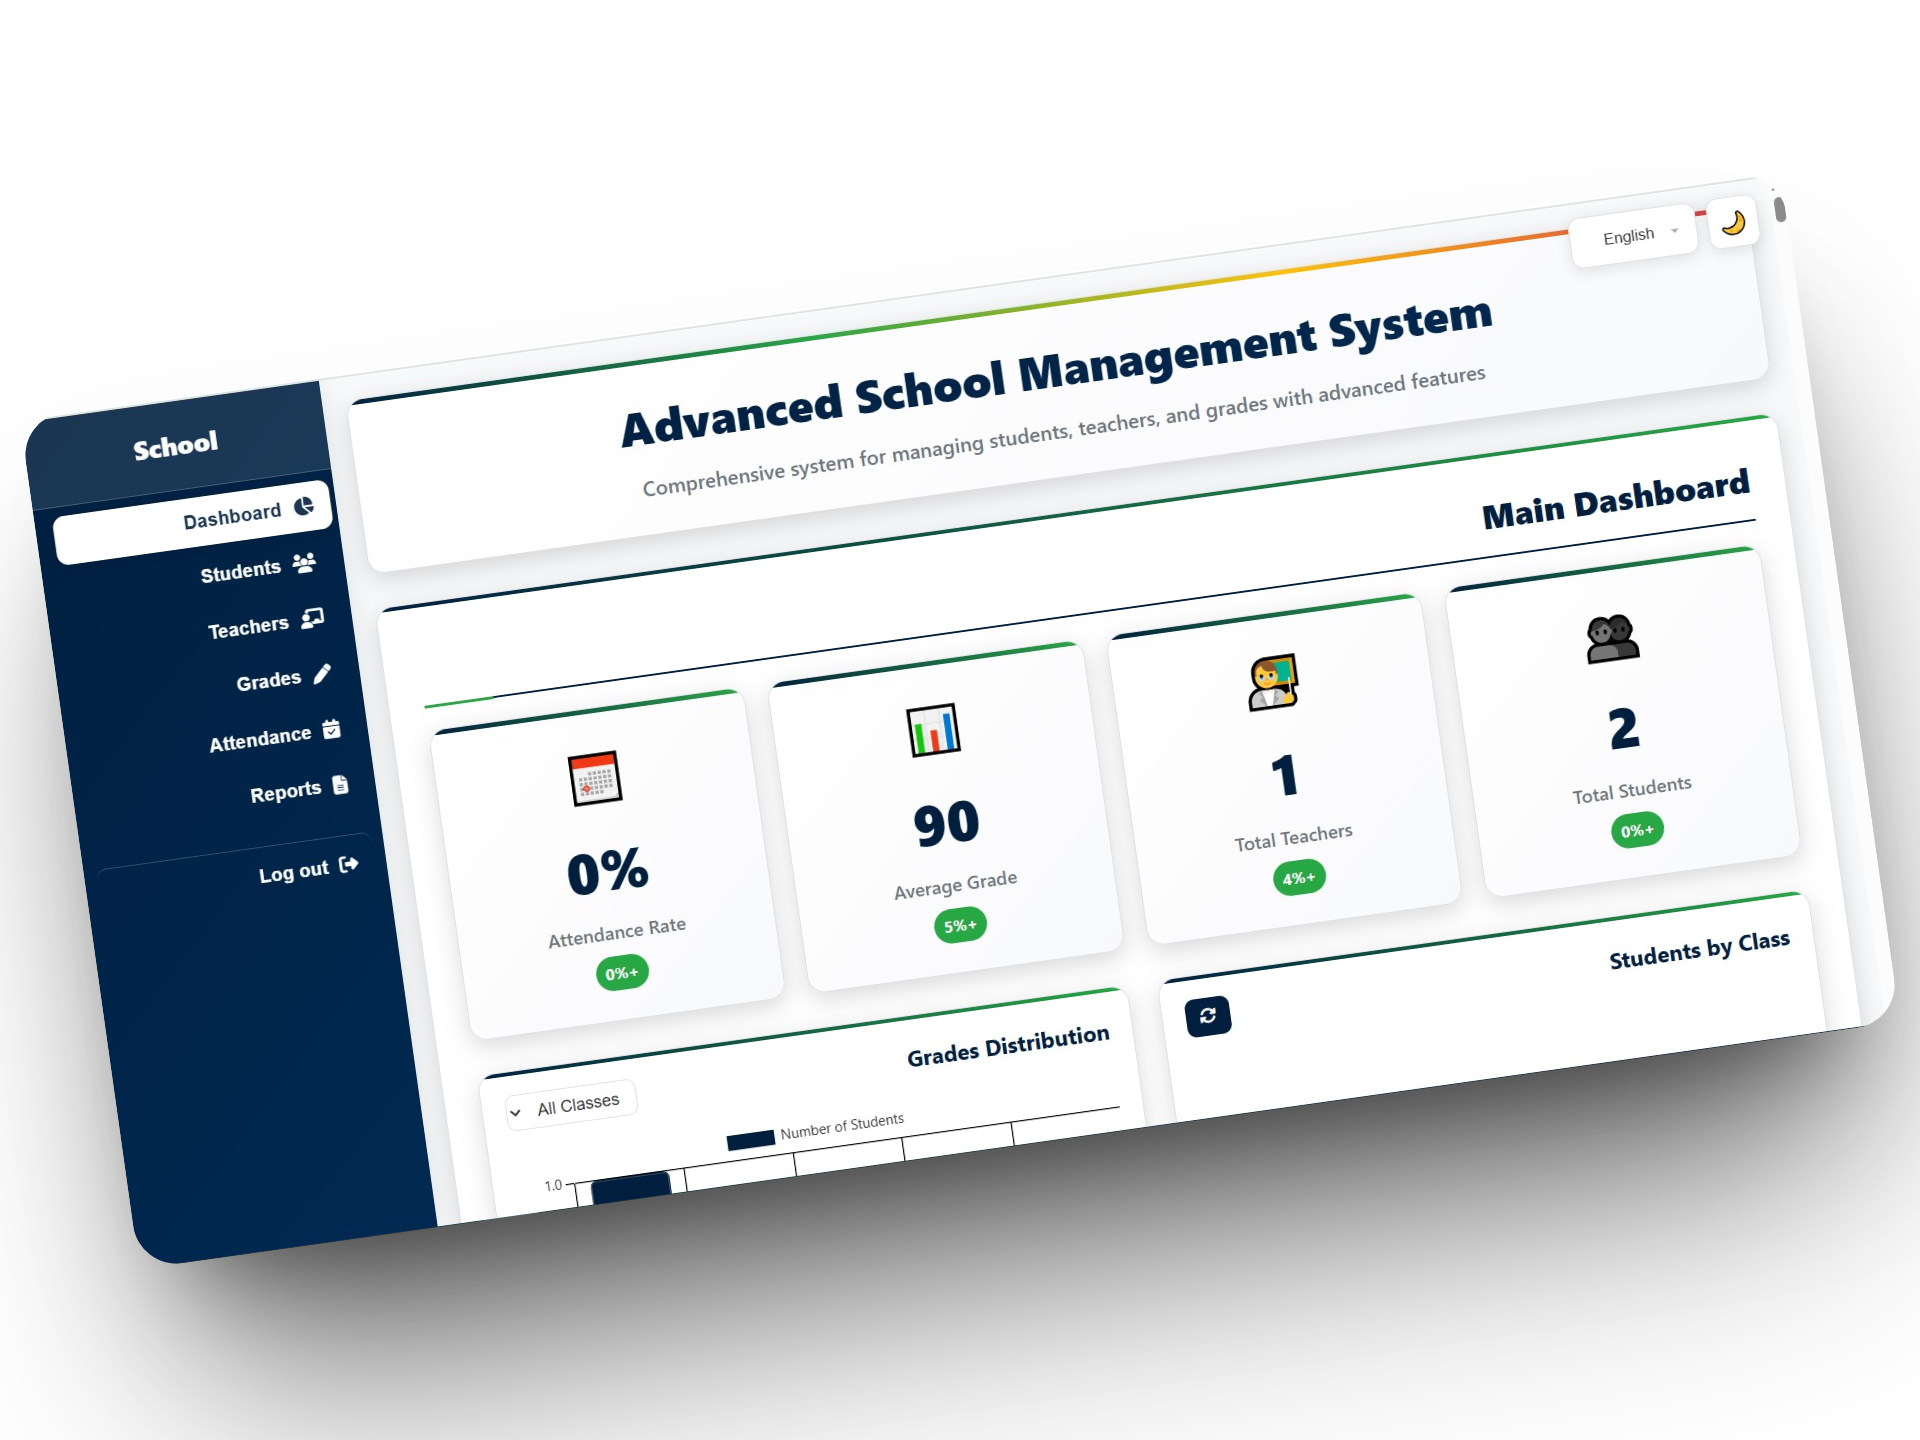 English
School
Dashboard
Students
Teachers
Grades
Attendance
Reports
Log out
Advanced School Management System
Comprehensive system for managing students, teachers, and grades with advanced features
Main Dashboard
0%
Attendance Rate
0%+
90
Average Grade
5%+
1
Total Teachers
4%+
2
Total Students
0%+
Grades Distribution
All Classes
Number of Students
1.0
Students by Class